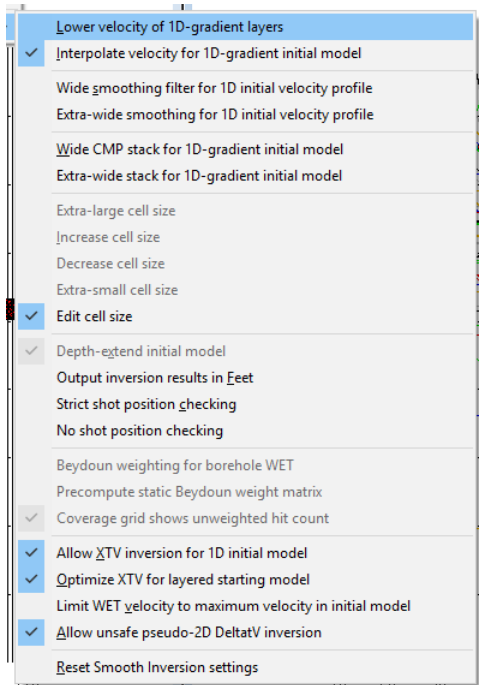 Lower velocity of 1D-gradient layers
Interpolate velocity for 1D-gradient initial model
Wide smoothing filter for 1D initial velocity profile
Extra-wide smoothing for 1D initial velocity profile
Wide CMP stack for 1D-gradient initial model
Extra-wide stack for 1D-gradient initial model
Extra-large cell size
Increase cell size
Decrease cell size
Extra-small cell size
Edit cell size
Depth-extend initial model
Output inversion results in Feet
Strict shot position checking
No shot position checking
Beydoun weighting for borehole WET
Precompute static Beydoun weight matrix
Coverage grid shows unweighted hit count
Allow XTV inversion for 1D initial model
Optimize XTV for layered starting model
Limit WET velocity to maximum velocity in initial model
Allow unsafe pseudo-2D DeltatV inversion
Reset Smooth Inversion settings